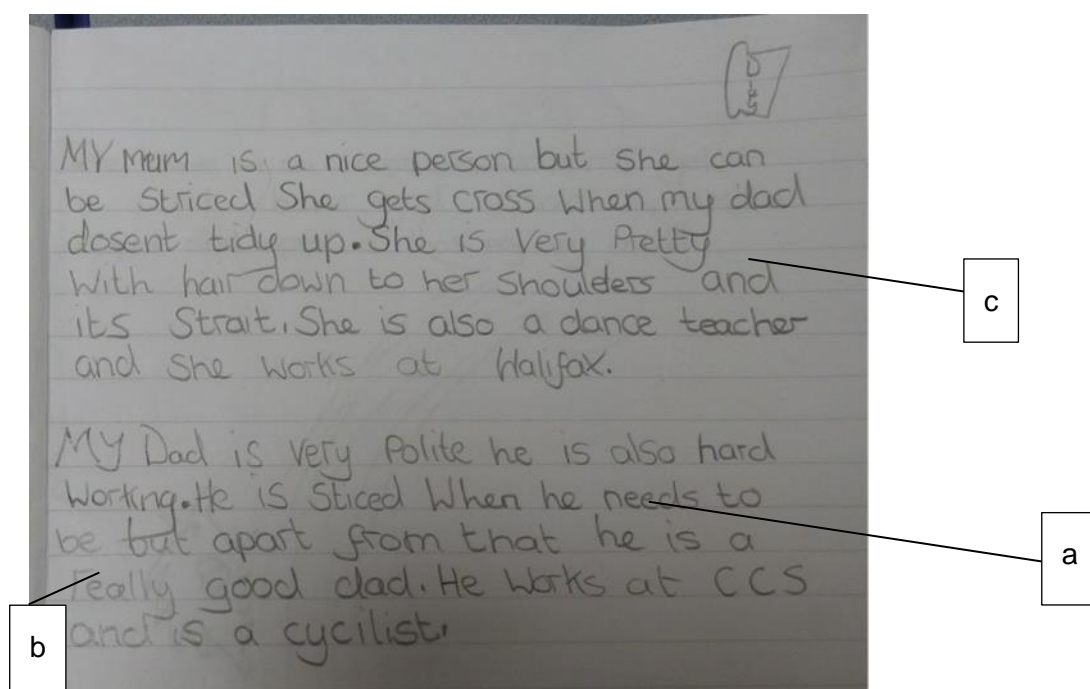 MY mum is a nice person but she can
be Striced She gets cross when my dad
dosent tidy up. She is very Pretty
With hair down to her shoulders and
its Strait. She is also a dance teacher
and she works at Halifax.
c
MY Dad is very Polite he is also hard
working. He is Sticed When he needs to
be but apart from that he is a
a
really good dad. He works at CCS
and is a cycilist.
b